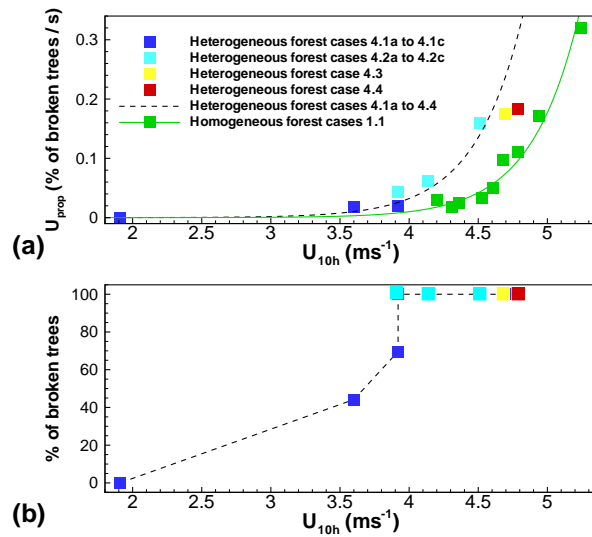 U_prop (% of broken trees / s)
0.3
0.2
0.1
0
Heterogeneous forest cases 4.1a to 4.1c
Heterogeneous forest cases 4.2a to 4.2c
Heterogeneous forest case 4.3
Heterogeneous forest case 4.4
Heterogeneous forest cases 4.1a to 4.4
Homogeneous forest cases 1.1
2 2.5 3 3.5 4 4.5 5
(a)
U_10h (ms^-1)
% of broken trees
100
80
60
40
20
0
2 2.5 3 3.5 4 4.5 5
(b)
U_10h (ms^-1)